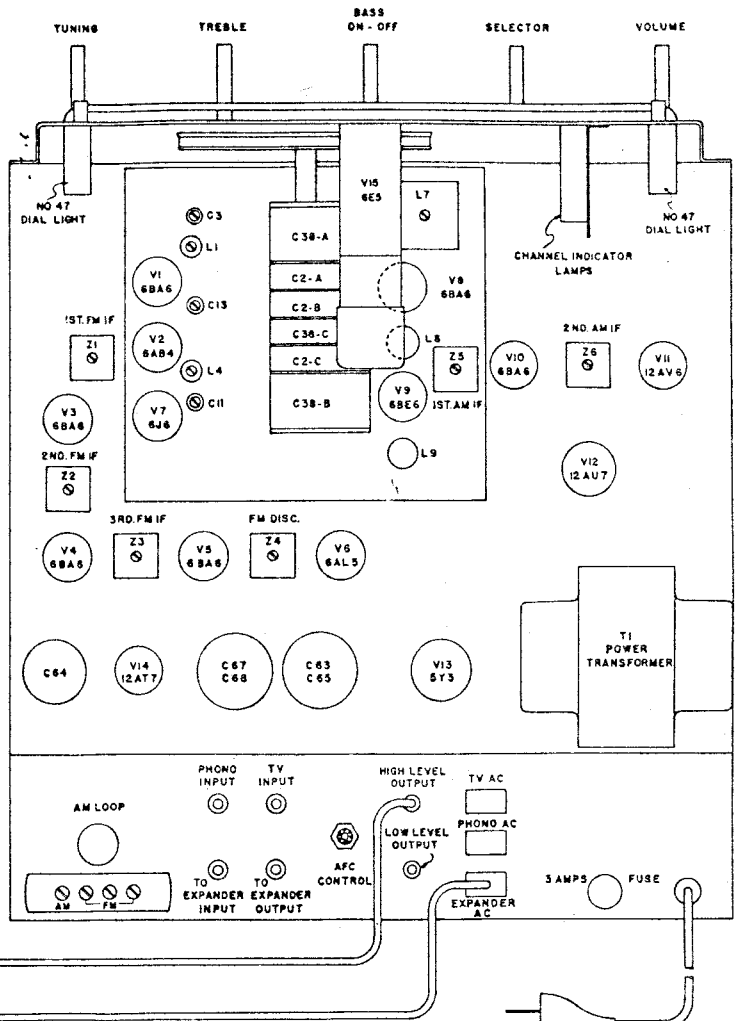 TUNING
TREBLE
BASS
ON - OFF
SELECTOR
VOLUME
NO 47
DIAL LIGHT
V15
6E5
L7
C3
L1
C38-A
NO 47
DIAL LIGHT
CHANNEL INDICATOR
LAMPS
V1
6BA6
C2-A
V8
6BA6
C13
C2-B
1ST. FM IF
Z1
V2
6AB4
C38-C
L8
2ND. AM IF
Z6
C2-C
Z5
V10
6BA6
V11
12AV6
L4
V3
6BA6
V7
6J6
C11
C38-B
V9
6BE6
1ST. AM IF
2ND. FM IF
Z2
L9
V12
12AU7
3RD. FM IF
FM DISC.
V4
6BA6
Z3
V5
6BA6
Z4
V6
6AL5
T1
POWER
TRANSFORMER
C64
V14
12AT7
C67
C68
C63
C65
V13
5Y3
PHONO
INPUT
TV
INPUT
HIGH LEVEL
OUTPUT
TV AC
AM LOOP
PHONO AC
LOW LEVEL
OUTPUT
AFC
CONTROL
TO
EXPANDER
INPUT
TO
EXPANDER
OUTPUT
3 AMPS
FUSE
AM
FM
EXPANDER
AC